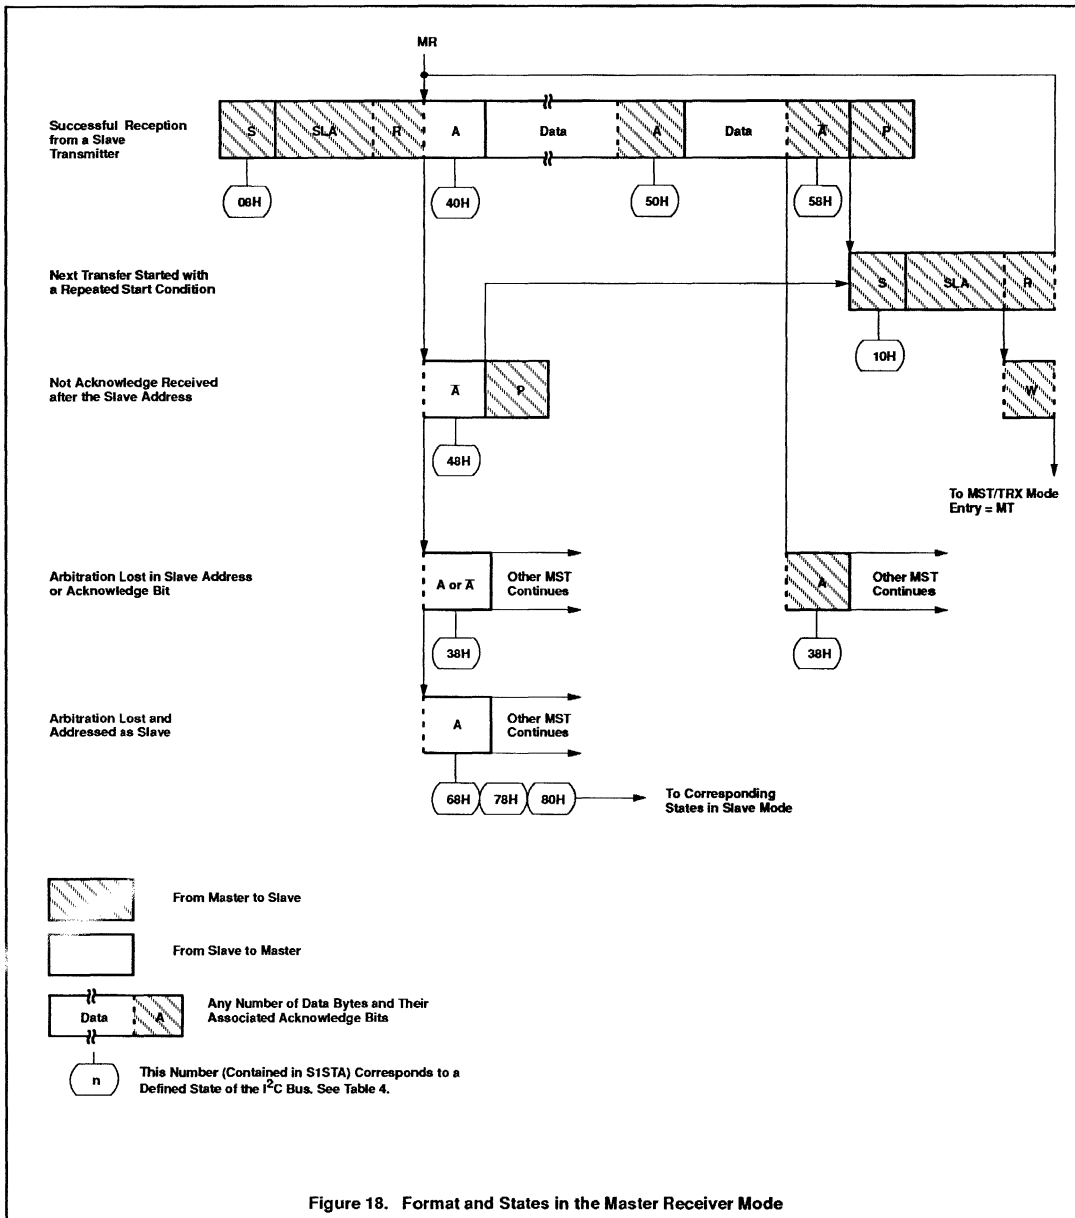 MR
Successful Reception
from a Slave
Transmitter
S SLA R A Data A Data A̅ P
08H 40H 50H 58H
Next Transfer Started with
a Repeated Start Condition
S SLA R
10H
Not Acknowledge Received
after the Slave Address
A̅ P
W
48H
To MST/TRX Mode
Entry = MT
Arbitration Lost in Slave Address
or Acknowledge Bit
A or A̅
Other MST
Continues
A
Other MST
Continues
38H 38H
Arbitration Lost and
Addressed as Slave
A
Other MST
Continues
68H 78H 80H
To Corresponding
States in Slave Mode
From Master to Slave
From Slave to Master
Data A
Any Number of Data Bytes and Their
Associated Acknowledge Bits
n
This Number (Contained in S1STA) Corresponds to a
Defined State of the I²C Bus. See Table 4.
Figure 18. Format and States in the Master Receiver Mode